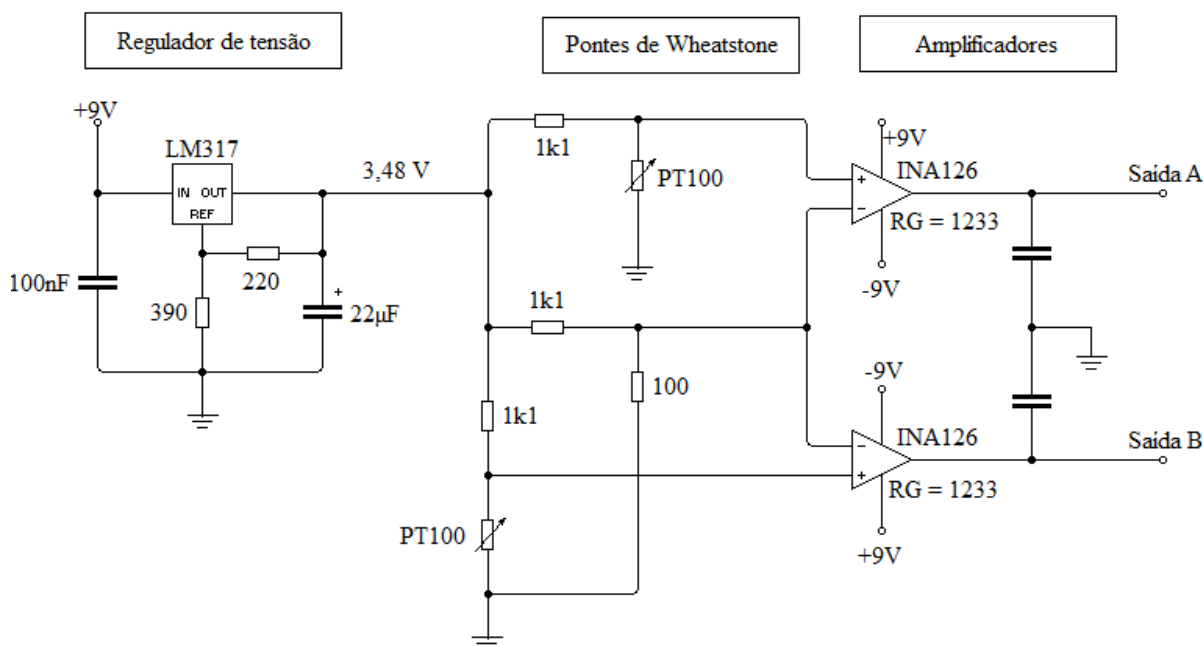 Regulador de tensão
Pontes de Wheatstone
Amplificadores
+9V
LM317
IN OUT
REF
3,48 V
100nF
220
390
+
22µF
1k1
PT100
1k1
100
1k1
PT100
+
-
+9V
INA126
RG = 1233
-9V
Saída A
-9V
INA126
-
+
RG = 1233
+9V
Saída B